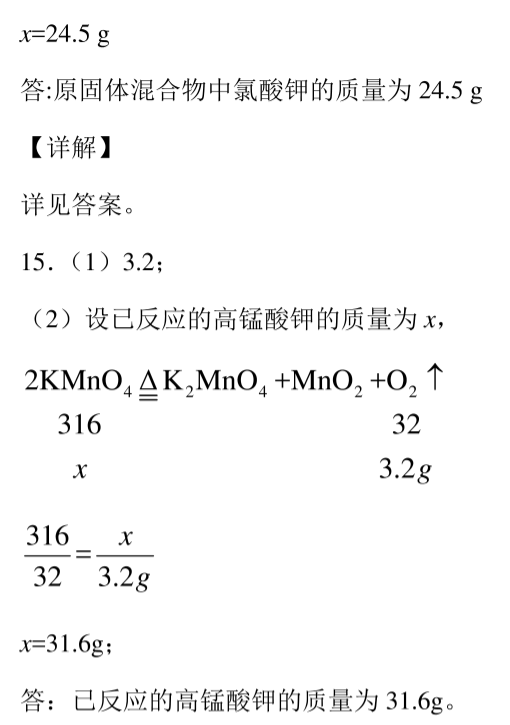 x=24.5 g
答:原固体混合物中氯酸钾的质量为 24.5 g
【详解】
详见答案。
15.（1）3.2；
（2）设已反应的高锰酸钾的质量为 x，
2KMnO₄ ≜ K₂MnO₄ +MnO₂ +O₂ ↑
316 32
x 3.2g
316/32 = x/3.2g
x=31.6g；
答：已反应的高锰酸钾的质量为 31.6g。